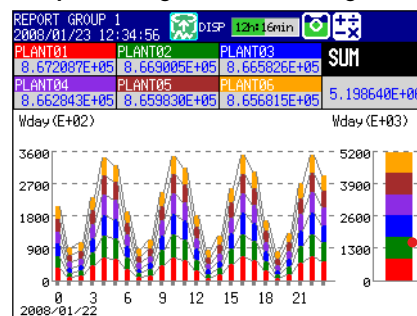 REPORT GROUP 1
2008/01/23 12:34:56 DISP 12h:16min
PLANT01 PLANT02 PLANT03 SUM
8.672087E+05 8.669005E+05 8.665826E+05
PLANT04 PLANT05 PLANT06
8.662843E+05 8.659830E+05 8.656815E+05 5.198640E+06
Wday(E+02) Wday(E+03)
3600 5200
2700 3900
1800 2600
900 1300
0 0
0 3 6 9 12 15 18 21
2008/01/22